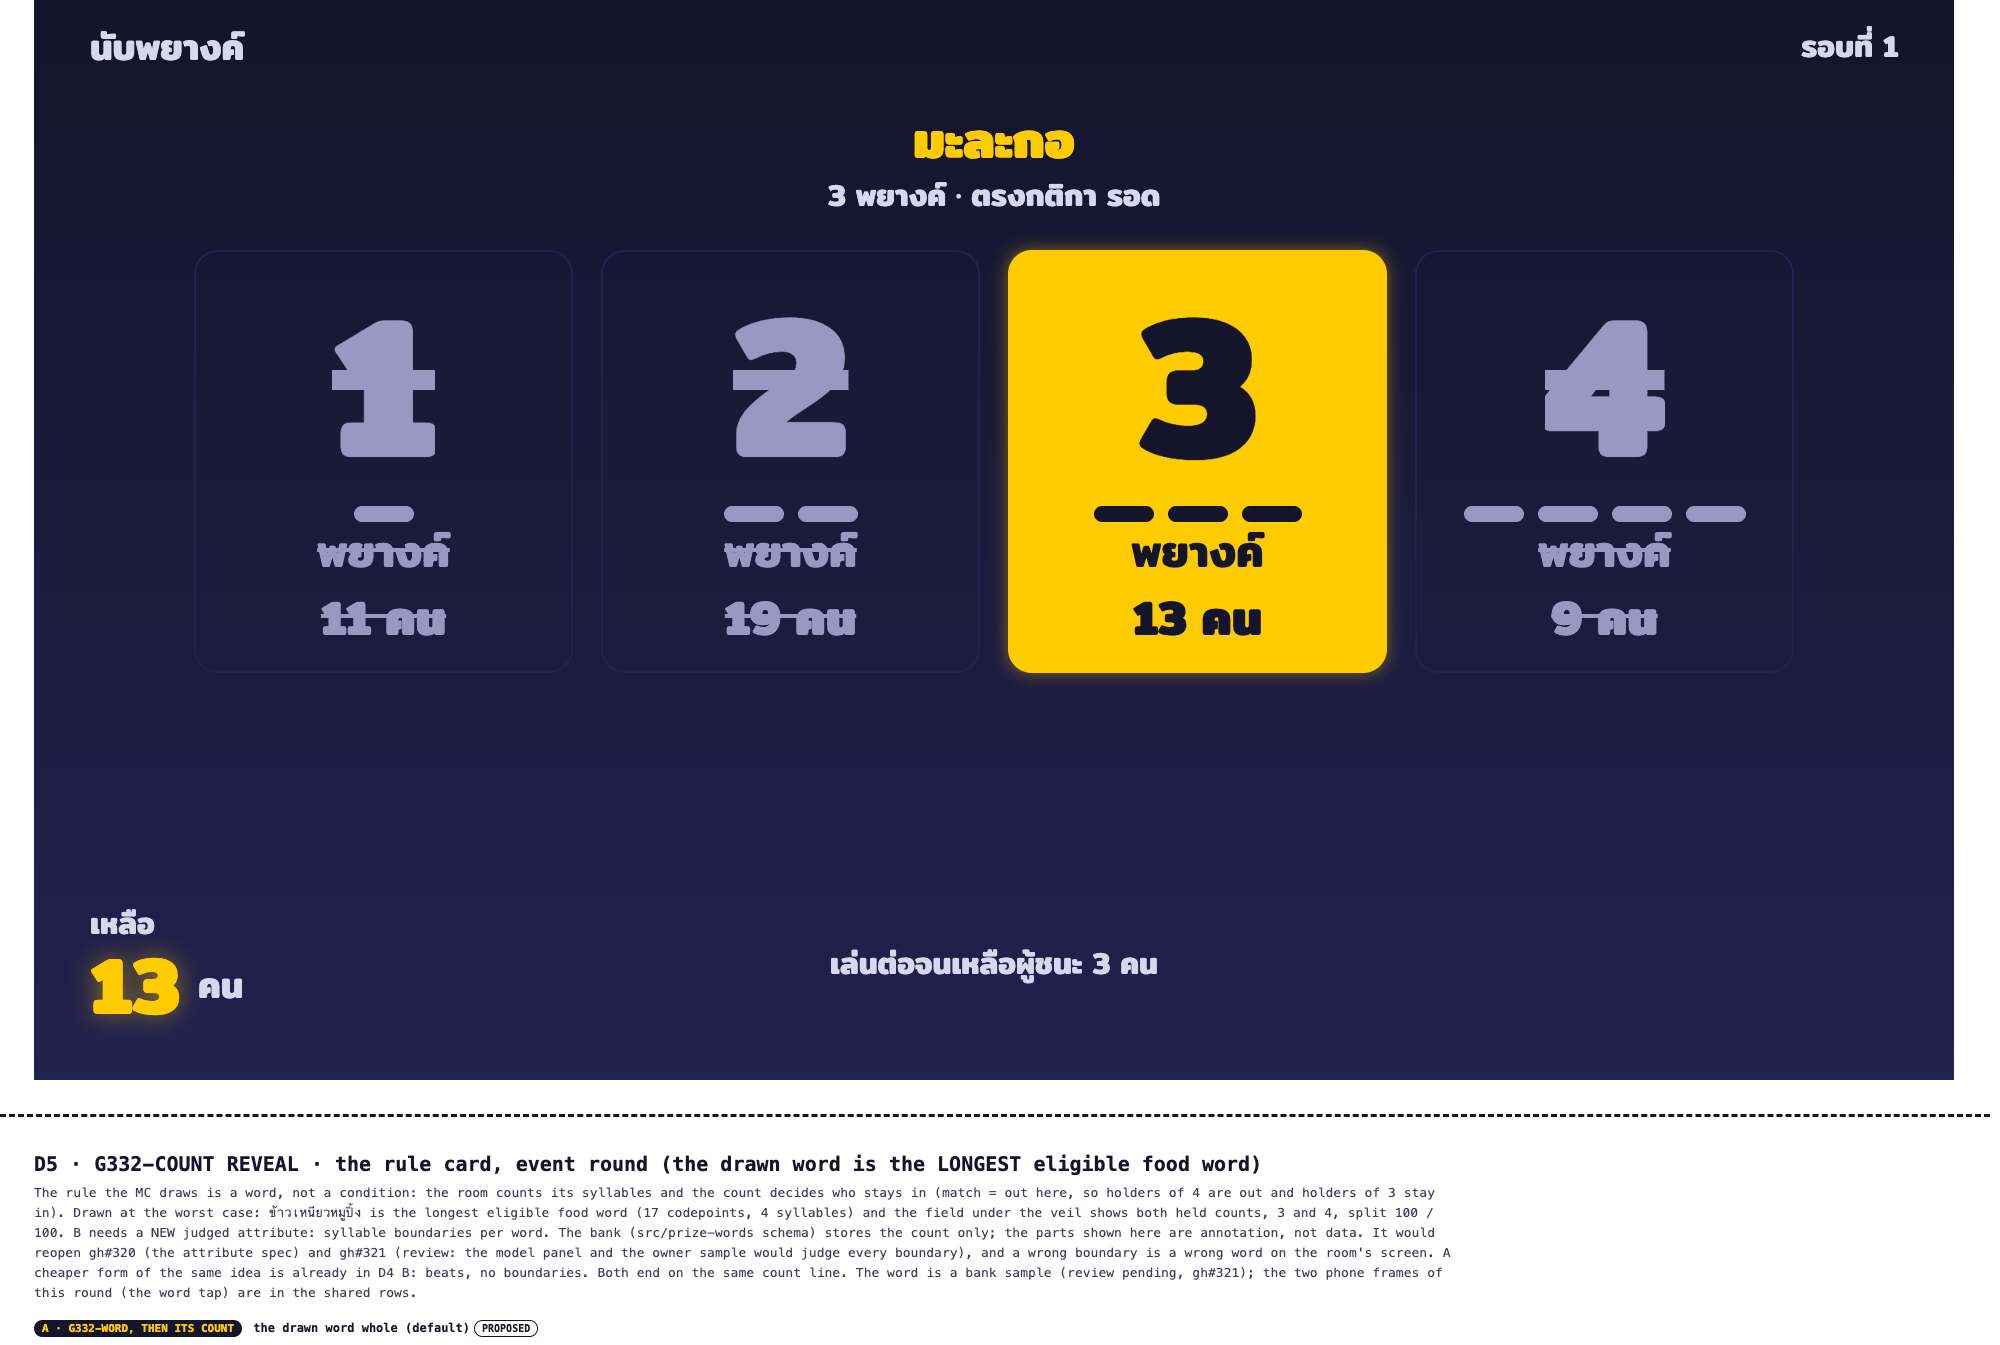 นับพยางค์
รอบที่ 1
มะละกอ
3 พยางค์ · ตรงกติกา รอด
1
2
3
4
พยางค์
พยางค์
พยางค์
พยางค์
11 คน
19 คน
13 คน
9 คน
เหลือ
13 คน
เล่นต่อจนเหลือผู้ชนะ 3 คน
D5 · G332-COUNT REVEAL · the rule card, event round (the drawn word is the LONGEST eligible food word)
The rule the MC draws is a word, not a condition: the room counts its syllables and the count decides who stays in (match = out here, so holders of 4 are out and holders of 3 stay
in). Drawn at the worst case: ข้าวเหนียวหมูปิ้ง is the longest eligible food word (17 codepoints, 4 syllables) and the field under the veil shows both held counts, 3 and 4, split 100 /
100. B needs a NEW judged attribute: syllable boundaries per word. The bank (src/prize-words schema) stores the count only; the parts shown here are annotation, not data. It would
reopen gh#320 (the attribute spec) and gh#321 (review: the model panel and the owner sample would judge every boundary), and a wrong boundary is a wrong word on the room's screen. A
cheaper form of the same idea is already in D4 B: beats, no boundaries. Both end on the same count line. The word is a bank sample (review pending, gh#321); the two phone frames of
this round (the word tap) are in the shared rows.
A · G332-WORD, THEN ITS COUNT the drawn word whole (default) PROPOSED